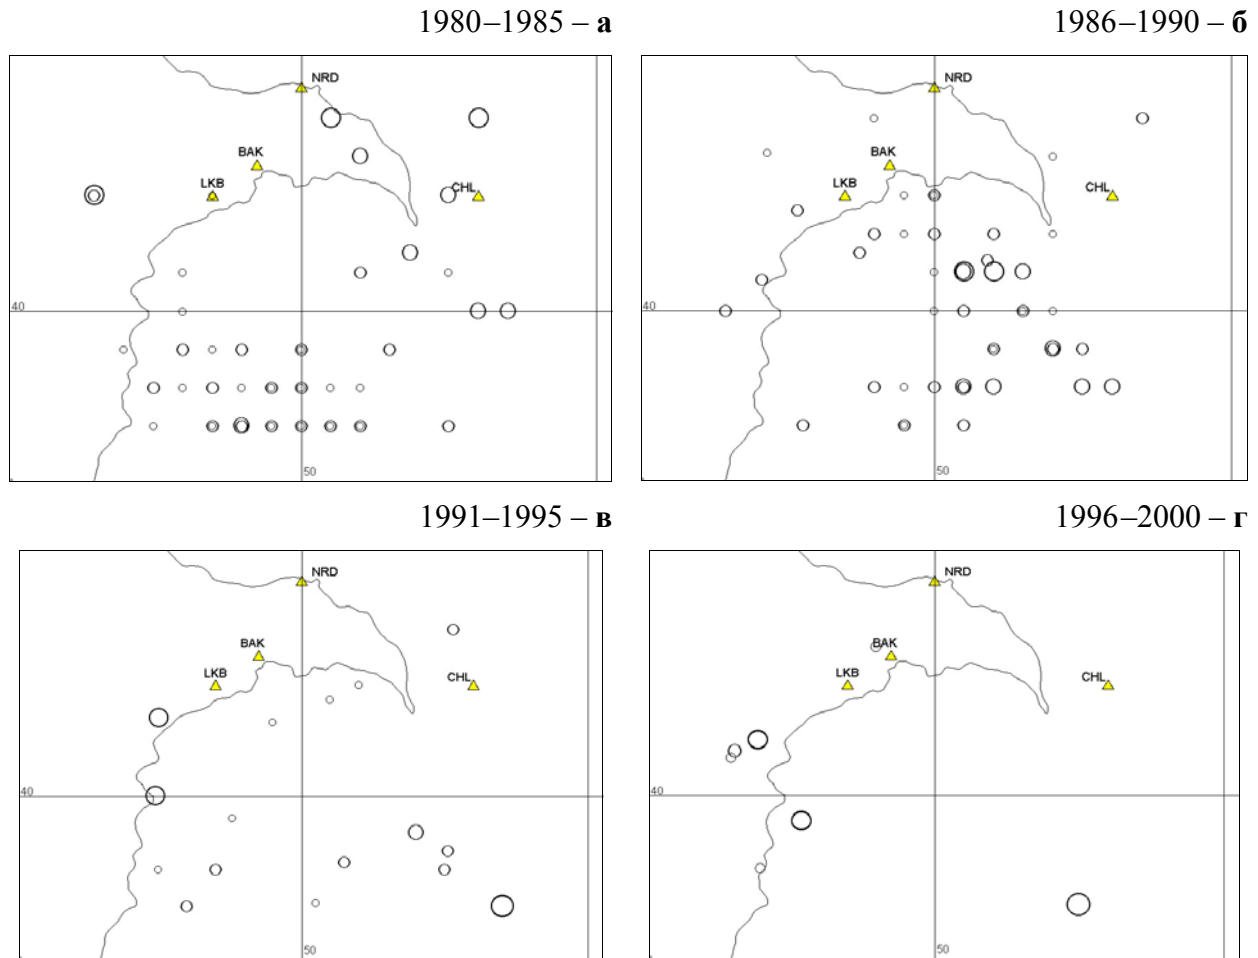 1980–1985 – а
NRD
BAK
LKB
CHL
40
50
1986–1990 – б
NRD
BAK
LKB
CHL
40
50
1991–1995 – в
NRD
BAK
LKB
CHL
40
50
1996–2000 – г
NRD
BAK
LKB
CHL
40
50